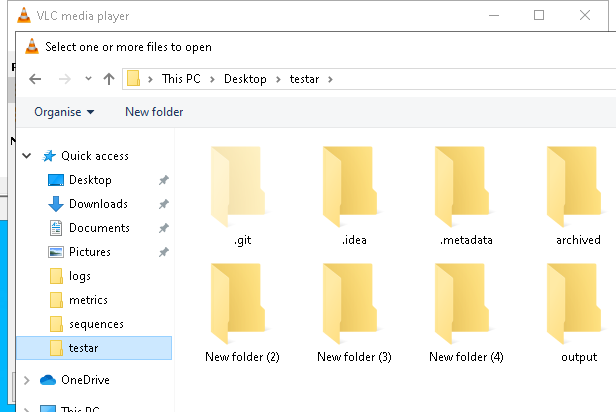 VLC media player
Select one or more files to open
This PC > Desktop > testar >
Organise New folder
Quick access
Desktop
Downloads
Documents
Pictures
logs
metrics
sequences
testar
OneDrive
This PC
.git .idea .metadata archived
New folder (2) New folder (3) New folder (4) output